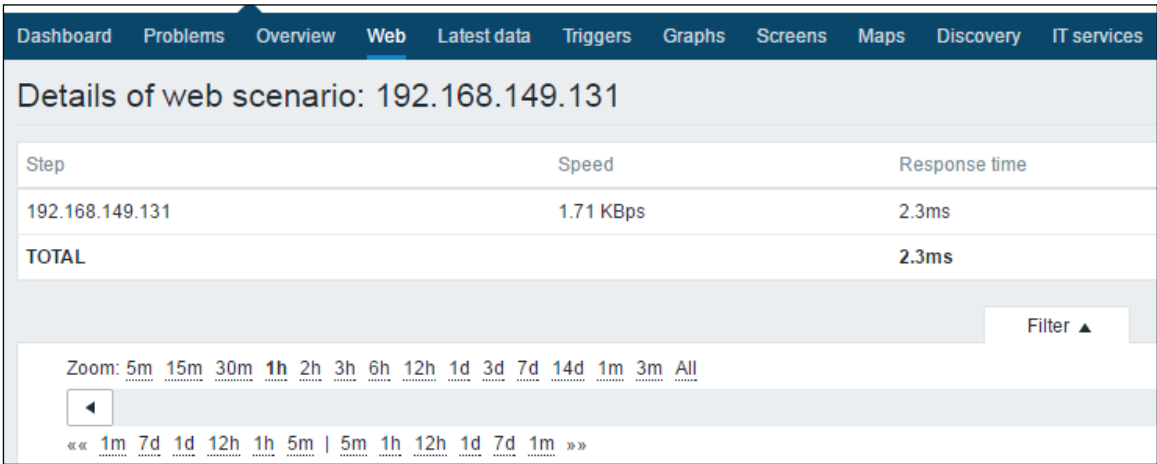 Dashboard Problems Overview Web Latest data Triggers Graphs Screens Maps Discovery IT services
Details of web scenario: 192.168.149.131
Step Speed Response time
192.168.149.131 1.71 KBps 2.3ms
TOTAL 2.3ms
Filter ▲
Zoom: 5m 15m 30m 1h 2h 3h 6h 12h 1d 3d 7d 14d 1m 3m All
◄
«« 1m 7d 1d 12h 1h 5m | 5m 1h 12h 1d 7d 1m »»